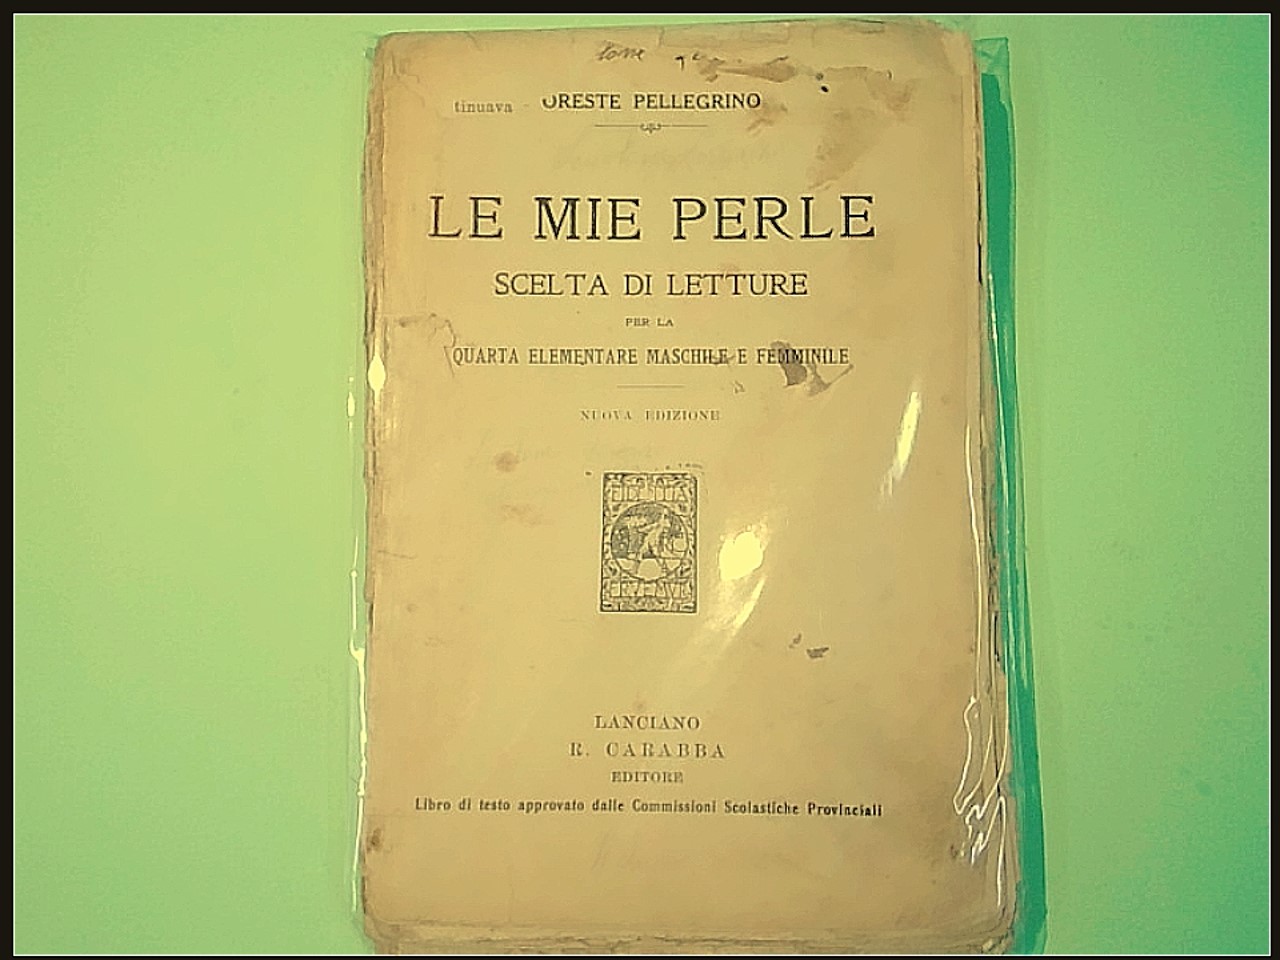 tinuava ORESTE PELLEGRINO
LE MIE PERLE
SCELTA DI LETTURE
PER LA
QUARTA ELEMENTARE MASCHILE E FEMMINILE
NUOVA EDIZIONE
LANCIANO
R. CARABBA
EDITORE
Libro di testo approvato dalle Commissioni Scolastiche Provinciali